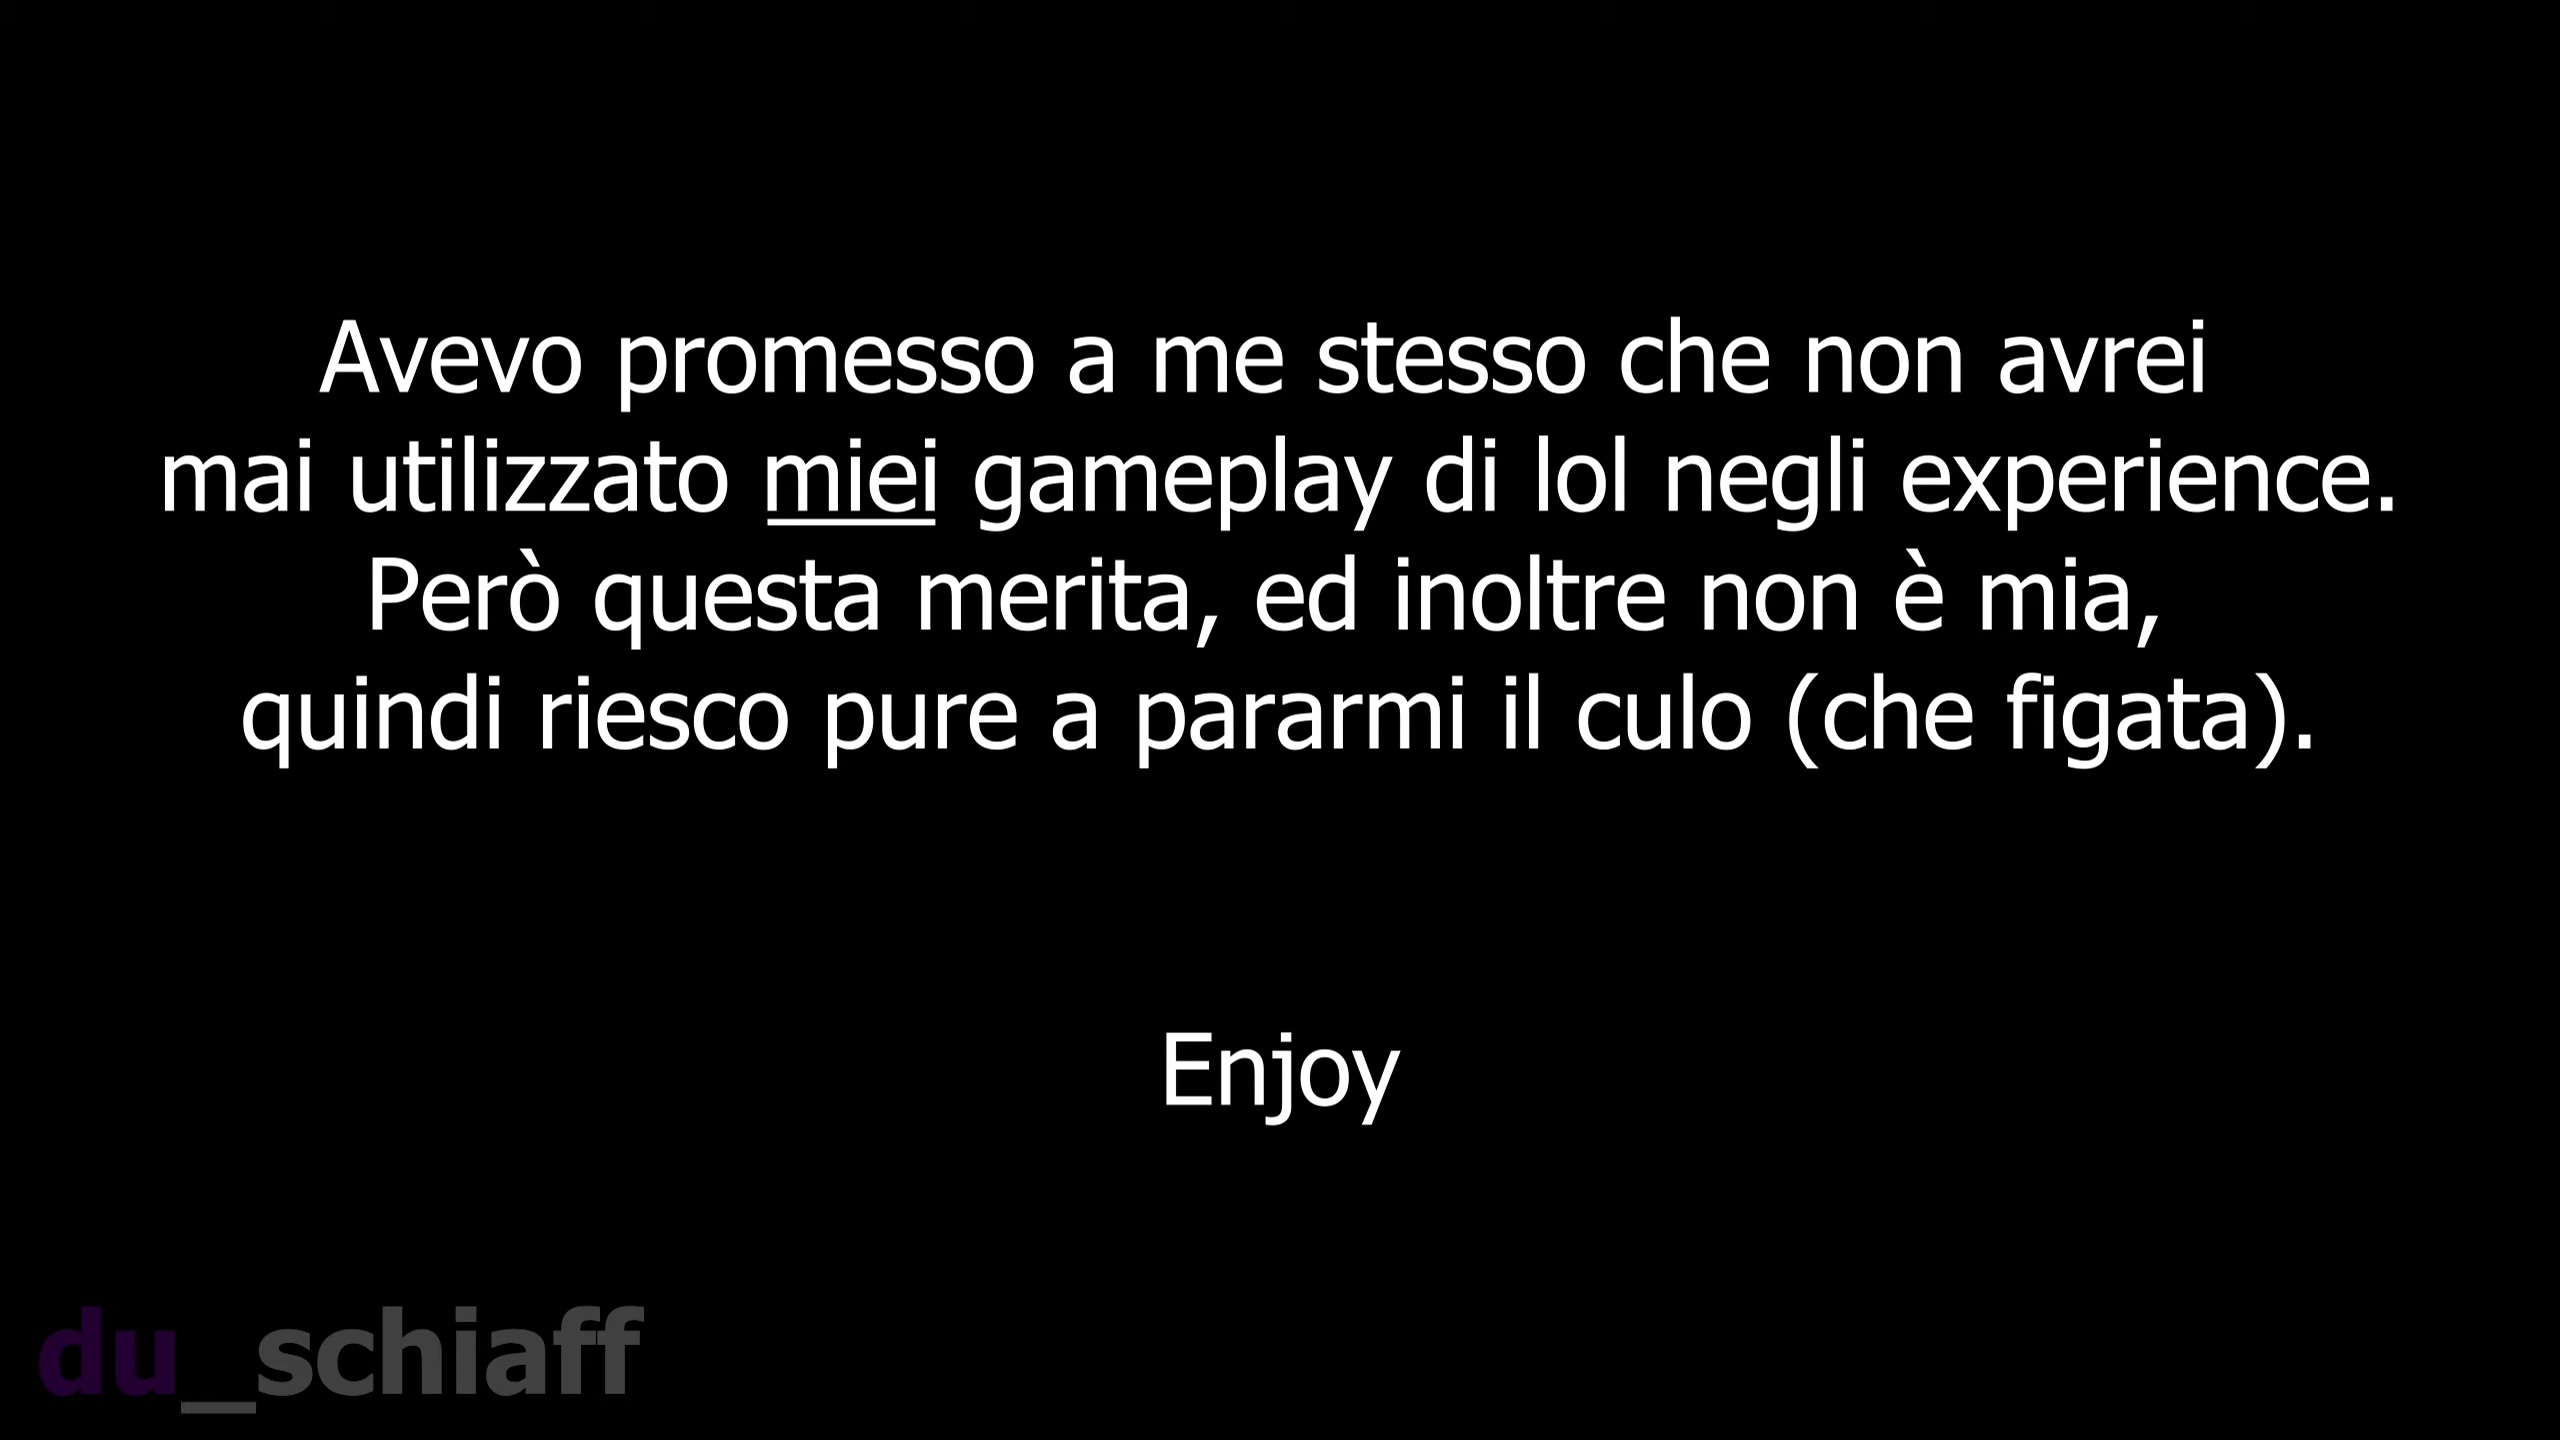 Avevo promesso a me stesso che non avrei
mai utilizzato miei gameplay di lol negli experience.
Però questa merita, ed inoltre non è mia,
quindi riesco pure a pararmi il culo (che figata).
Enjoy
du_schiaff